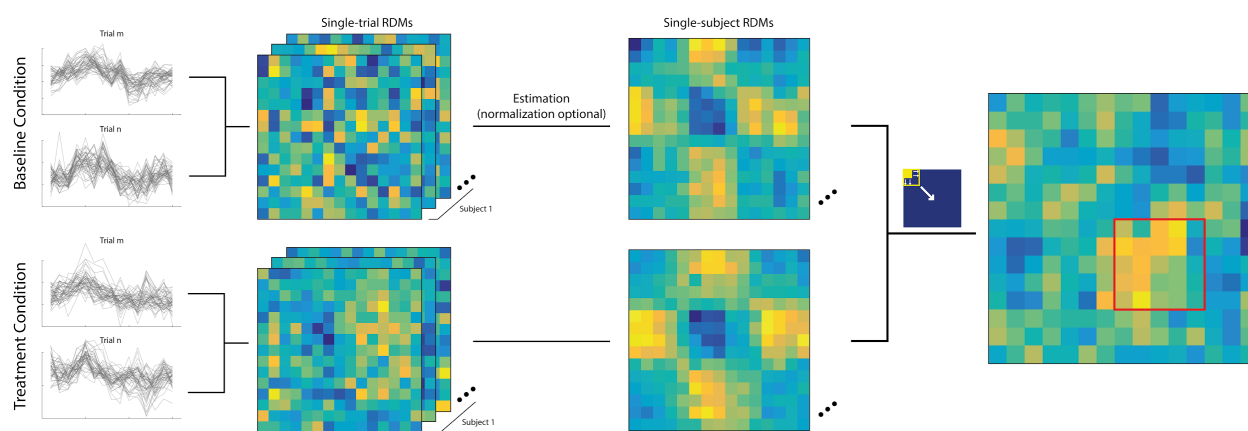 Single-trial RDMs
Single-subject RDMs
Baseline Condition
Trial m
Trial n
Estimation
(normalization optional)
Subject 1
Treatment Condition
Trial m
Trial n
Subject 1